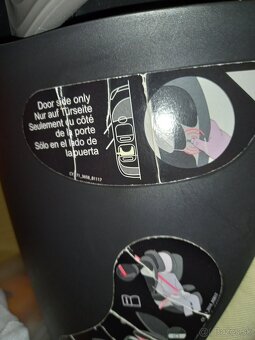 Door side only
Nur auf Türseite
Seulement du côté
de la porte
Sólo en el lado de
la puerta